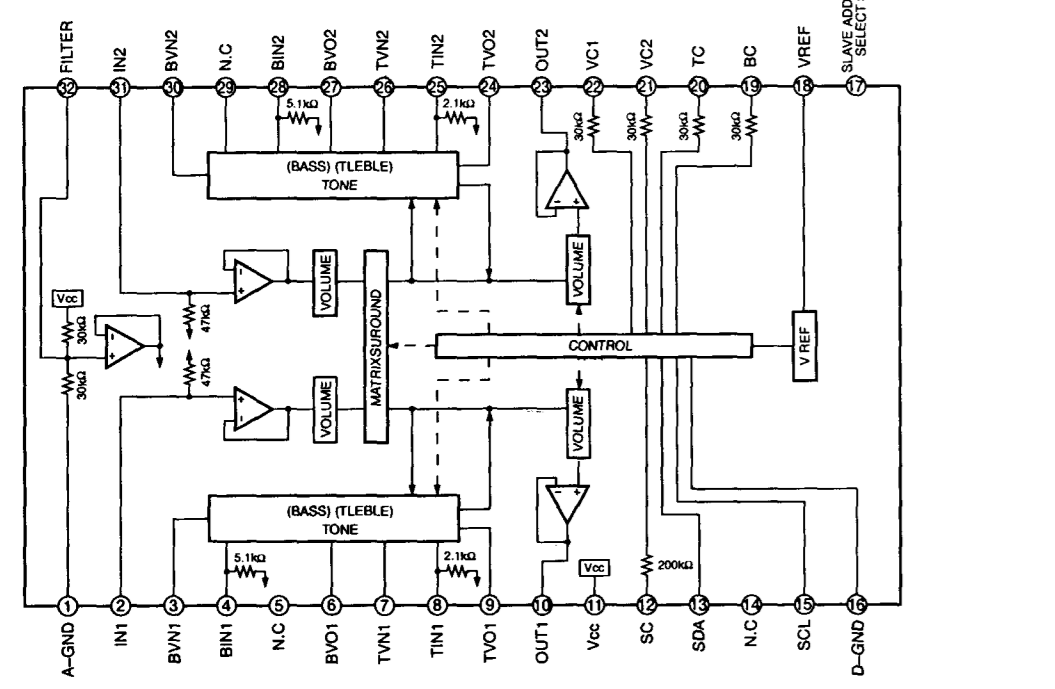 FILTER
IN2
BVN2
N.C
BIN2
BVO2
TVN2
TIN2
TVO2
OUT2
VC1
VC2
TC
BC
VREF
SLAVE ADD
SELECT
32
31
30
29
28
27
26
25
24
23
22
21
20
19
18
17
5.1kΩ
2.1kΩ
30kΩ
30kΩ
30kΩ
30kΩ
(BASS) (TLEBLE)
TONE
- +
VOLUME
VOLUME
-
+
Vcc
30kΩ
47kΩ
MATRIXSUROUND
CONTROL
V REF
-
+
30kΩ
47kΩ
+
-
VOLUME
VOLUME
- +
(BASS) (TLEBLE)
TONE
5.1kΩ
2.1kΩ
Vcc
200kΩ
1
2
3
4
5
6
7
8
9
10
11
12
13
14
15
16
A-GND
IN1
BVN1
BIN1
N.C
BVO1
TVN1
TIN1
TVO1
OUT1
Vcc
SC
SDA
N.C
SCL
D-GND